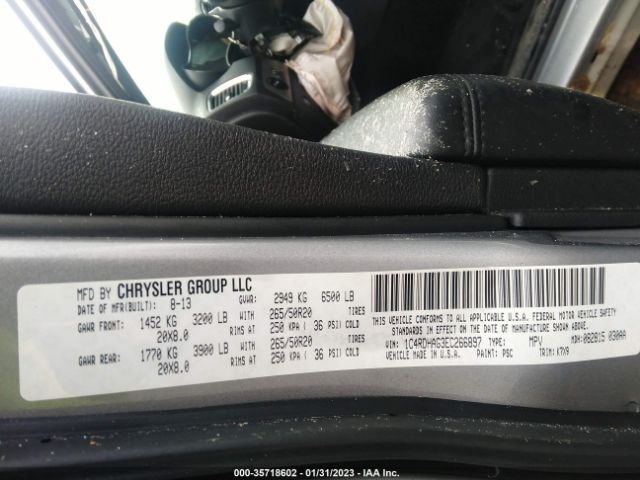 MFD BY CHRYSLER GROUP LLC
DATE OF MFR(BUILT): 8-13 GVWR: 2949 KG 6500 LB
GAWR FRONT: 1452 KG 3200 LB WITH 265/50R20 TIRES
20X8.0 RIMS AT 250 KPA ( 36 PSI) COLD
GAWR REAR: 1770 KG 3900 LB WITH 265/50R20 TIRES
20X8.0 RIMS AT 250 KPA ( 36 PSI) COLD
THIS VEHICLE CONFORMS TO ALL APPLICABLE U.S.A. FEDERAL MOTOR VEHICLE SAFETY
STANDARDS IN EFFECT ON THE DATE OF MANUFACTURE SHOWN ABOVE.
VIN: 1C4RDHAG3EC266897 TYPE: MPV MDH: 082815 030AA
VEHICLE MADE IN U.S.A. PAINT: PSC TRIM: K7X9
000-35718602 - 01/31/2023 - IAA Inc.